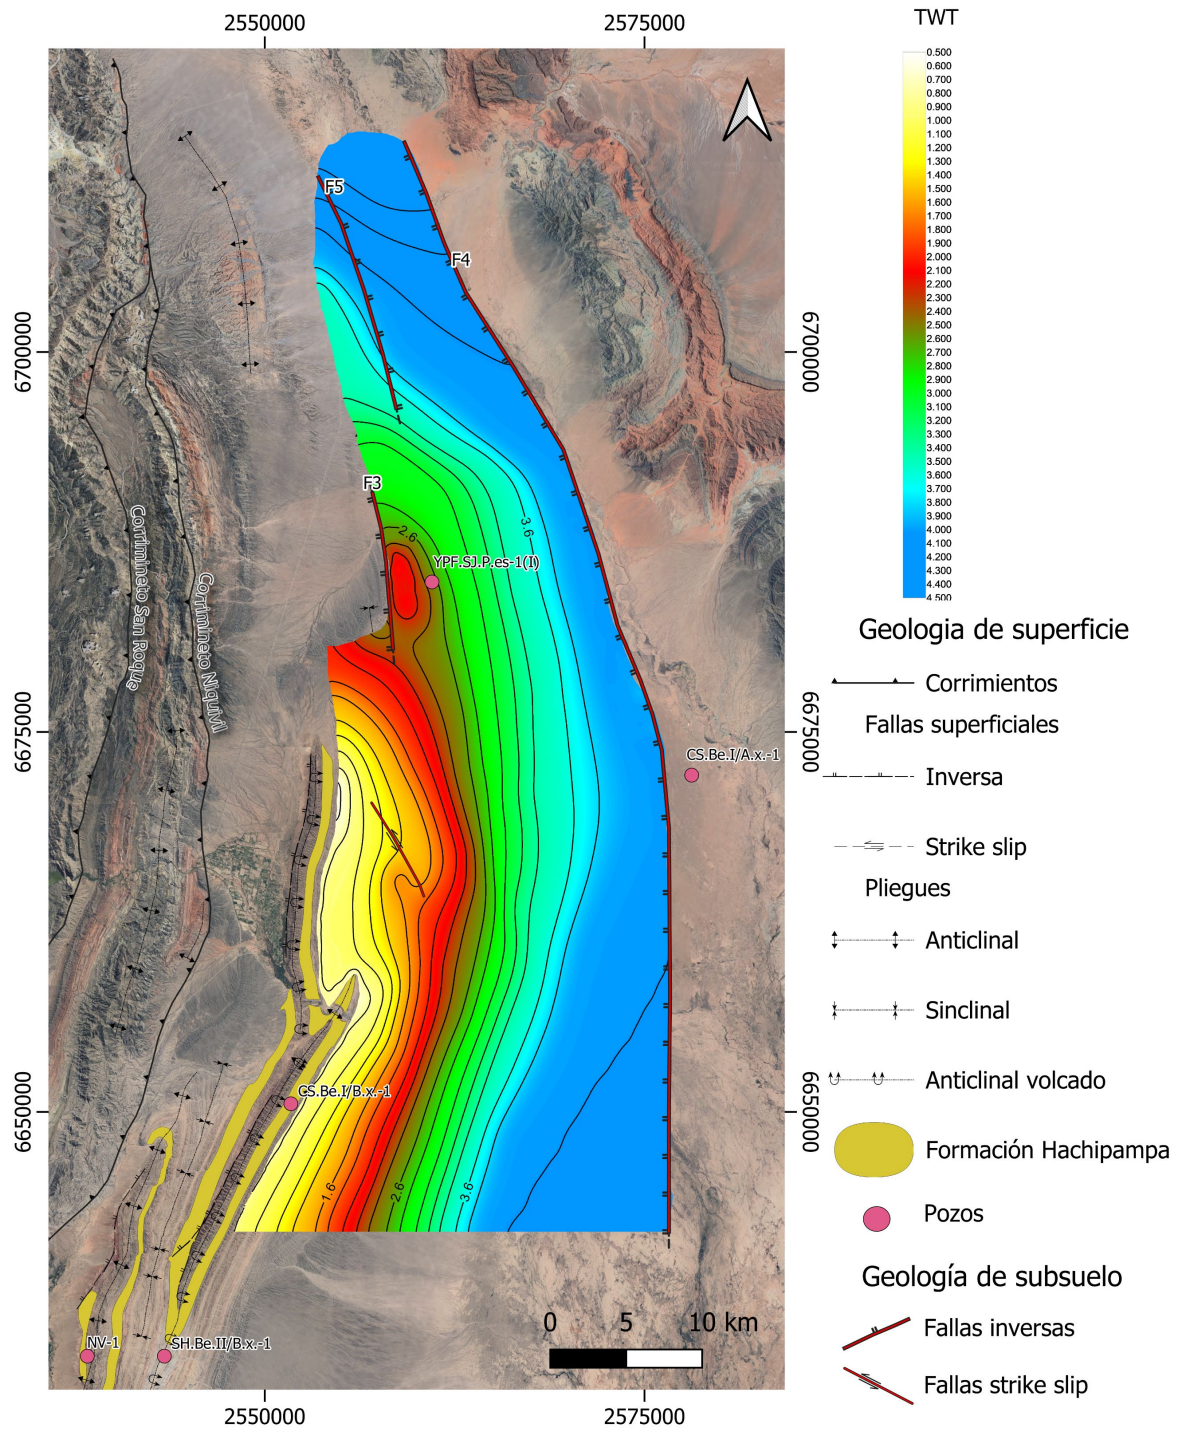 2550000
2575000
TWT
0.500
0.600
0.700
0.800
0.900
1.000
1.100
1.200
1.300
1.400
1.500
1.600
1.700
1.800
1.900
2.000
2.100
2.200
2.300
2.400
2.500
2.600
2.700
2.800
2.900
3.000
3.100
3.200
3.300
3.400
3.500
3.600
3.700
3.800
3.900
4.000
4.100
4.200
4.300
4.400
4.500
F5
F4
6700000
6700000
F3
3.6
2.6
YPF.SJ.P.es-1(I)
Corrimineto San Roque
Corrimineto Niquivil
6675000
6675000
CS.Be.I/A.x.-1
CS.Be.I/B.x.-1
6650000
6650000
1.6
2.6
3.6
NV-1
SH.Be.II/B.x.-1
0 5 10 km
2550000
2575000
Geologia de superficie
Corrimientos
Fallas superficiales
Inversa
Strike slip
Pliegues
Anticlinal
Sinclinal
Anticlinal volcado
Formación Hachipampa
Pozos
Geología de subsuelo
Fallas inversas
Fallas strike slip